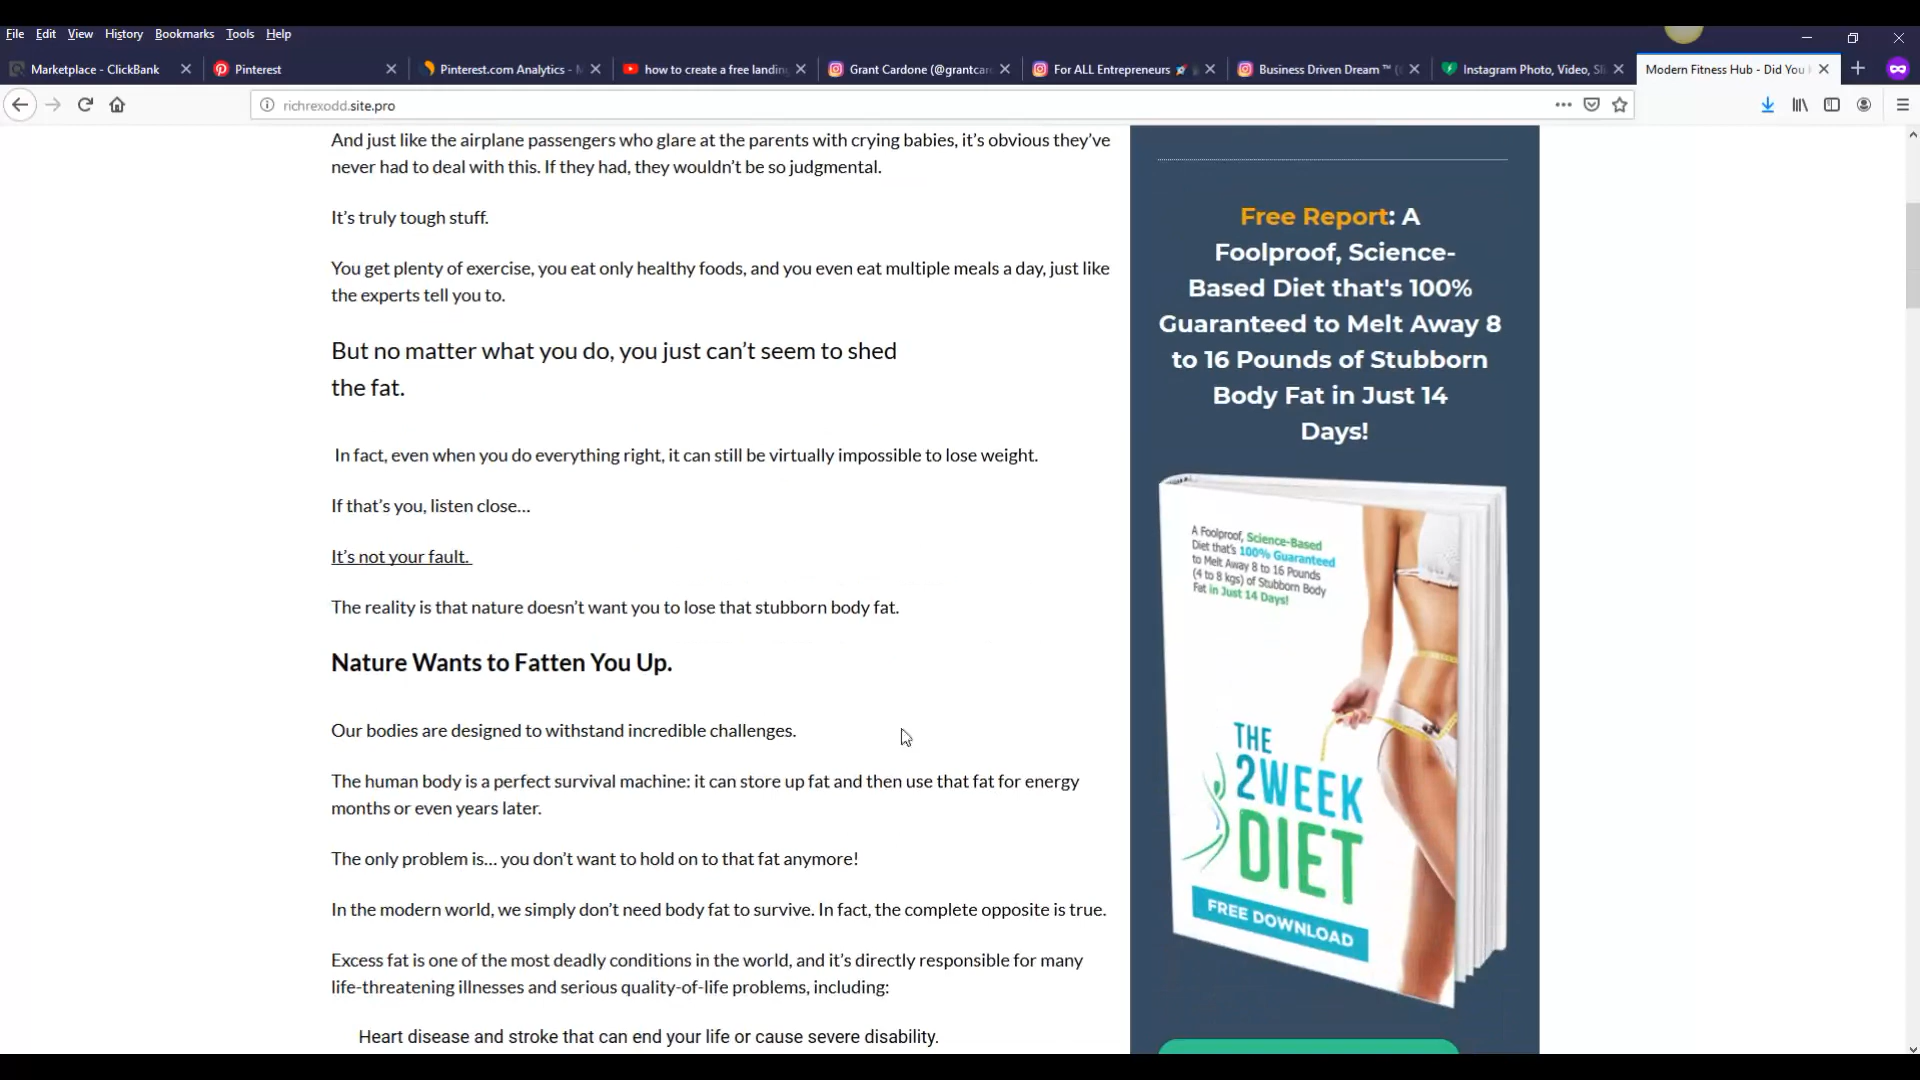 File Edit View History Bookmarks Tools Help
Marketplace - ClickBank
Pinterest
Pinterest.com Analytics - M
how to create a free landin
Grant Cardone (@grantcar
For ALL Entrepreneurs
Business Driven Dream ™ (
Instagram Photo, Video, Sli
Modern Fitness Hub - Did You
richrexodd.site.pro
And just like the airplane passengers who glare at the parents with crying babies, it’s obvious they’ve
never had to deal with this. If they had, they wouldn’t be so judgmental.
It’s truly tough stuff.
You get plenty of exercise, you eat only healthy foods, and you even eat multiple meals a day, just like
the experts tell you to.
But no matter what you do, you just can’t seem to shed
the fat.
In fact, even when you do everything right, it can still be virtually impossible to lose weight.
If that’s you, listen close…
It’s not your fault.
The reality is that nature doesn’t want you to lose that stubborn body fat.
Nature Wants to Fatten You Up.
Our bodies are designed to withstand incredible challenges.
The human body is a perfect survival machine: it can store up fat and then use that fat for energy
months or even years later.
The only problem is… you don’t want to hold on to that fat anymore!
In the modern world, we simply don’t need body fat to survive. In fact, the complete opposite is true.
Excess fat is one of the most deadly conditions in the world, and it’s directly responsible for many
life-threatening illnesses and serious quality-of-life problems, including:
Heart disease and stroke that can end your life or cause severe disability.
Free Report: A
Foolproof, Science-
Based Diet that's 100%
Guaranteed to Melt Away 8
to 16 Pounds of Stubborn
Body Fat in Just 14
Days!
A Foolproof, Science-Based
Diet that's 100% Guaranteed
to Melt Away 8 to 16 Pounds
(4 to 8 kgs) of Stubborn Body
Fat in Just 14 Days!
THE
2WEEK
DIET
FREE DOWNLOAD